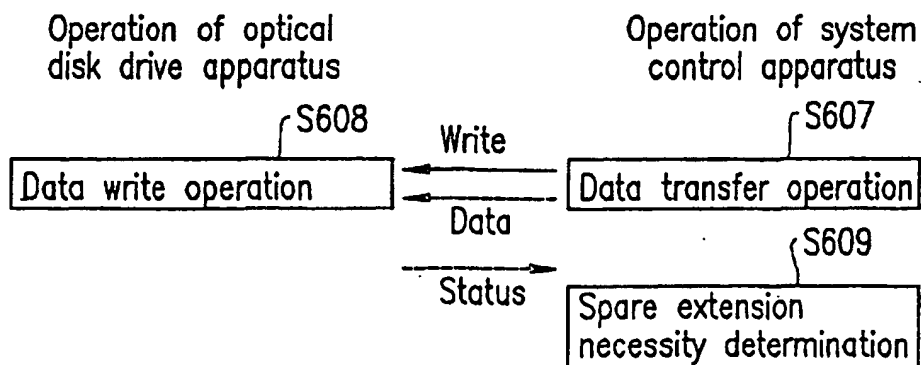 Operation of optical
disk drive apparatus
Operation of system
control apparatus
S608
Write
S607
Data write operation
Data transfer operation
Data
S609
Status
Spare extension
necessity determination